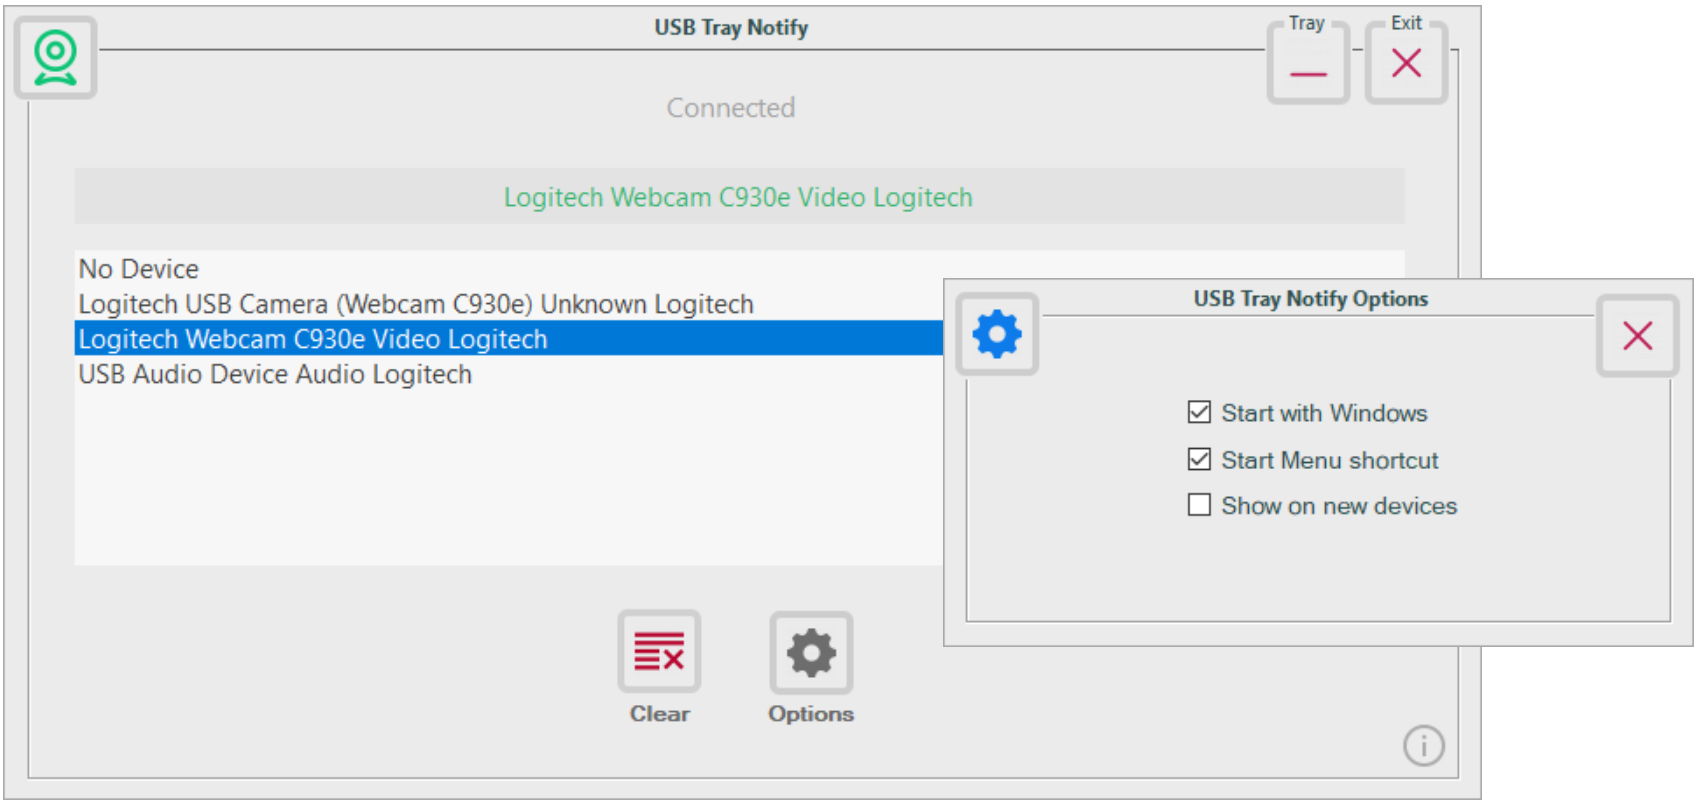 USB Tray Notify
Tray
Exit
Connected
Logitech Webcam C930e Video Logitech
No Device
Logitech USB Camera (Webcam C930e) Unknown Logitech
Logitech Webcam C930e Video Logitech
USB Audio Device Audio Logitech
Clear
Options
USB Tray Notify Options
Start with Windows
Start Menu shortcut
Show on new devices